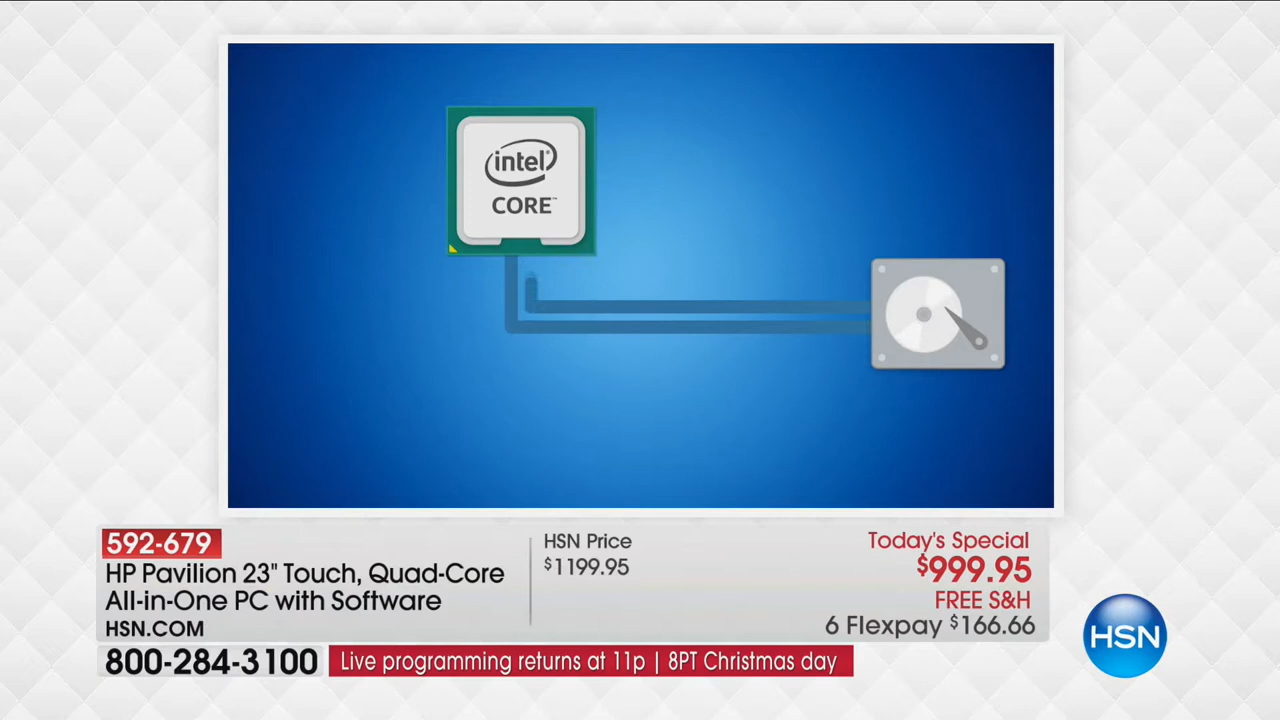 intel®
CORE™
592-679
HP Pavilion 23" Touch, Quad-Core
All-in-One PC with Software
HSN.COM
HSN Price
$1199.95
Today's Special
$999.95
FREE S&H
6 Flexpay $166.66
800-284-3100
Live programming returns at 11p | 8PT Christmas day
HSN